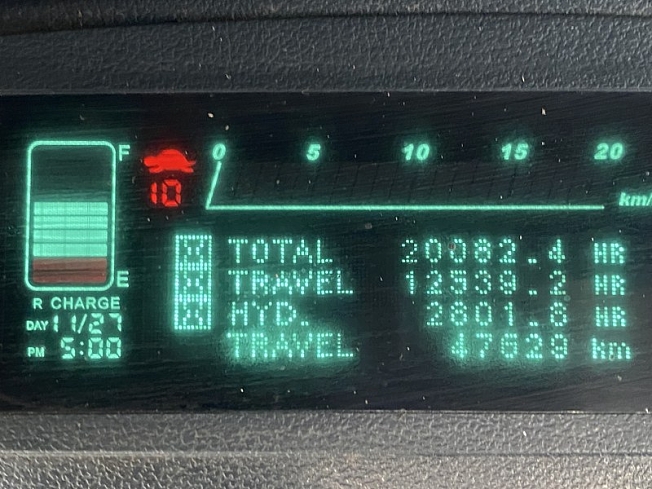 F
10
0 5 10 15 20
km/
TOTAL 20082.4 HR
TRAVEL 12539.2 HR
HYD. 2801.8 HR
TRAVEL 47629 km
E
R CHARGE
DAY 11/27
PM 5:00